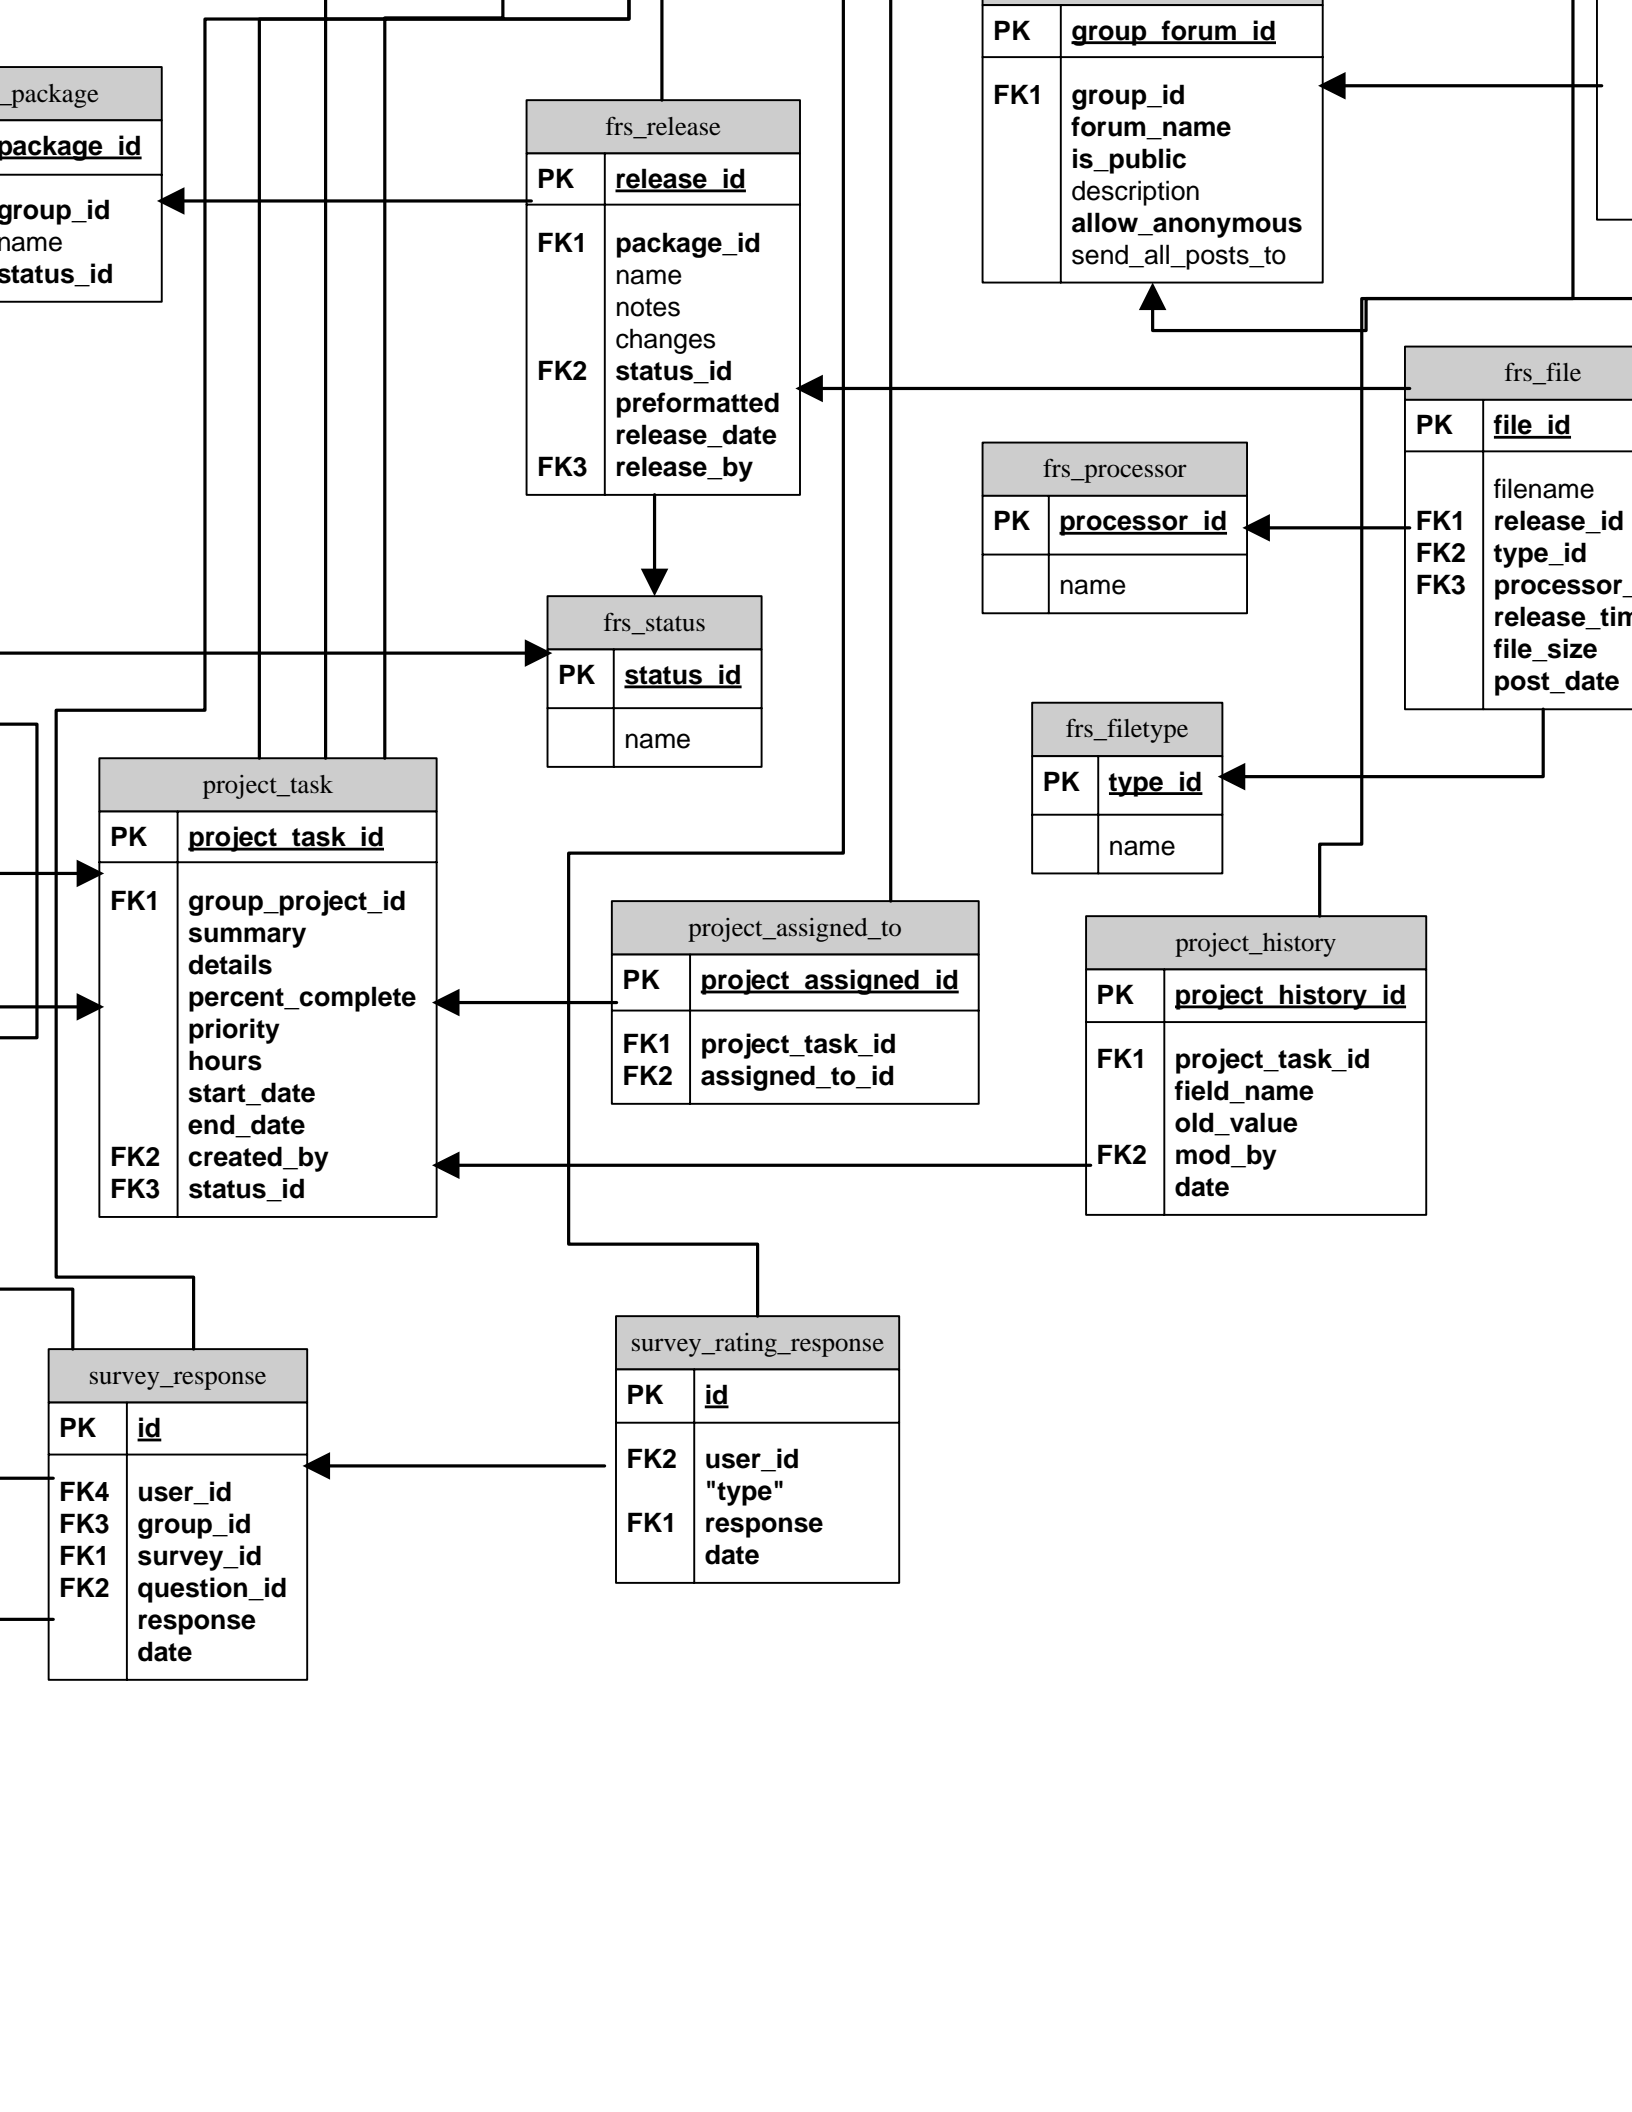 _package
package_id
group_id
name
status_id
frs_release
PK release_id
FK1 package_id
name
notes
changes
FK2 status_id
preformatted
release_date
FK3 release_by
PK group_forum_id
FK1 group_id
forum_name
is_public
description
allow_anonymous
send_all_posts_to
frs_file
PK file_id
filename
FK1 release_id
FK2 type_id
FK3 processor_
release_tim
file_size
post_date
frs_processor
PK processor_id
name
frs_status
PK status_id
name
frs_filetype
PK type_id
name
project_task
PK project_task_id
FK1 group_project_id
summary
details
percent_complete
priority
hours
start_date
end_date
FK2 created_by
FK3 status_id
project_assigned_to
PK project_assigned_id
FK1 project_task_id
FK2 assigned_to_id
project_history
PK project_history_id
FK1 project_task_id
field_name
old_value
FK2 mod_by
date
survey_response
PK id
FK4 user_id
FK3 group_id
FK1 survey_id
FK2 question_id
response
date
survey_rating_response
PK id
FK2 user_id
"type"
FK1 response
date